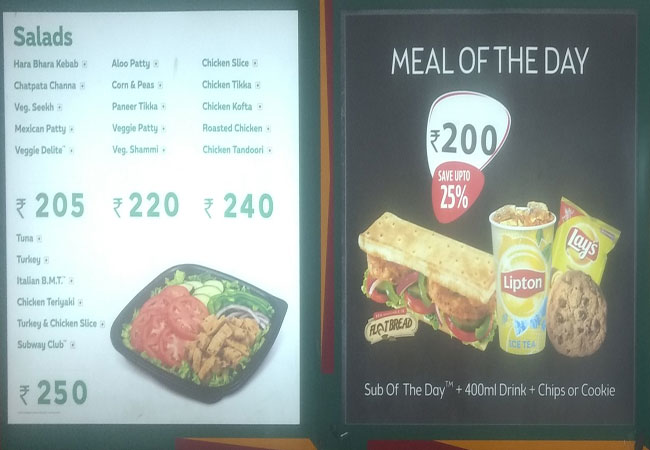 Salads
Hara Bhara Kebab
Chatpata Channa
Veg. Seekh
Mexican Patty
Veggie Delite™
₹ 205
Aloo Patty
Corn & Peas
Paneer Tikka
Veggie Patty
Veg. Shammi
₹ 220
Chicken Slice
Chicken Tikka
Chicken Kofta
Roasted Chicken
Chicken Tandoori
₹ 240
Tuna
Turkey
Italian B.M.T.™
Chicken Teriyaki
Turkey & Chicken Slice
Subway Club™
₹ 250
MEAL OF THE DAY
₹200
SAVE UPTO
25%
Lay's
Lipton
ICE TEA
FLATBREAD
Sub Of The Day™ + 400ml Drink + Chips or Cookie